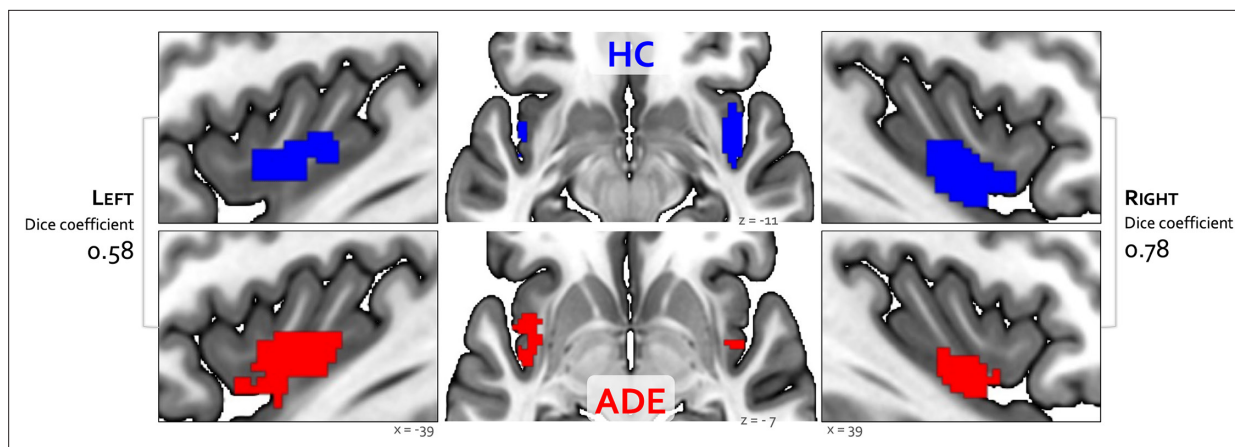 HC
LEFT
Dice coefficient
0.58
z = -11
RIGHT
Dice coefficient
0.78
ADE
z = -7
x = -39
x = 39